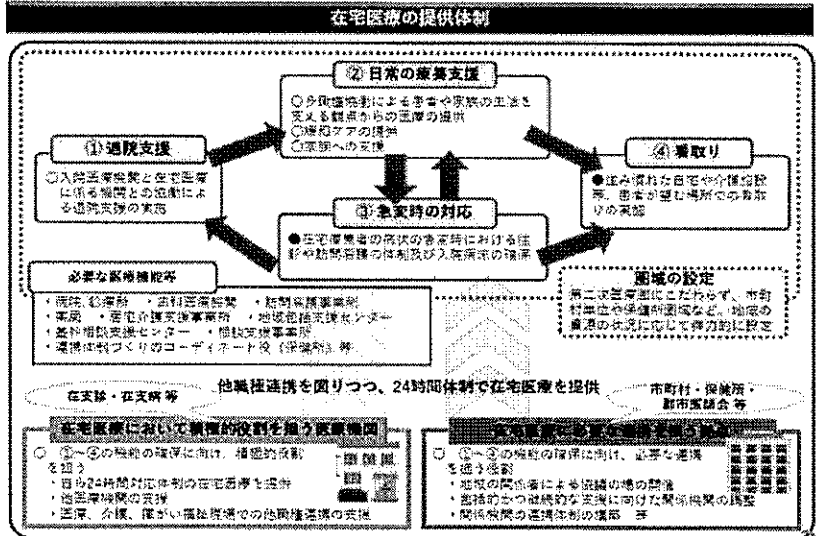 在宅医療の提供体制
② 日常の療養支援
○多職種協働による患者や家族の生活を
支える観点からの医療の提供
○緩和ケアの提供
○家族への支援
① 退院支援
○入院医療機関と在宅医療
に係る機関との協働によ
る退院支援の実施
④ 看取り
●住み慣れた自宅や介護施設
等、患者が望む場所での看取
りの実施
③ 急変時の対応
●在宅療養者の病状の急変時における往
診や訪問看護の体制及び入院病床の確保
必要な医療機能等
・病院、診療所 ・歯科医療機関 ・訪問看護事業所
・薬局 ・居宅介護支援事業所 ・地域包括支援センター
・基幹相談支援センター ・相談支援事業所
・連携体制づくりのコーディネート役（保健所）等
圏域の設定
第二次医療圏にこだわらず、市町
村単位や保健所圏域など、地域の
資源の状況に応じて弾力的に設定
在支診・在支病 等
他職種連携を図りつつ、24時間体制で在宅医療を提供
市町村・保健所・
郡市医師会 等
在宅医療において積極的役割を担う医療機関
○ ①～④の機能の確保に向け、積極的役割
を担う
・自ら24時間対応体制の在宅医療を提供
・他医療機関の支援
・医療、介護、障がい福祉現場での他職種連携の支援
在宅医療に必要な連携を担う拠点
○ ①～④の機能の確保に向け、必要な連携
を担う役割
・地域の関係者による協議の場の開催
・包括的かつ継続的な支援に向けた関係機関の調整
・関係機関の連携体制の構築 等